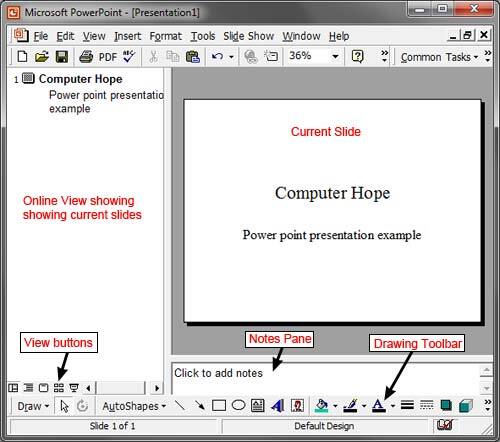 Microsoft PowerPoint - [Presentation1]
File Edit View Insert Format Tools Slide Show Window Help
PDF ABC 36% Common Tasks
1 Computer Hope
Power point presentatio
example
Current Slide
Computer Hope
Power point presentation example
Online View showing
showing current slides
View buttons
Notes Pane
Drawing Toolbar
Click to add notes
Draw AutoShapes A A
Slide 1 of 1 Default Design